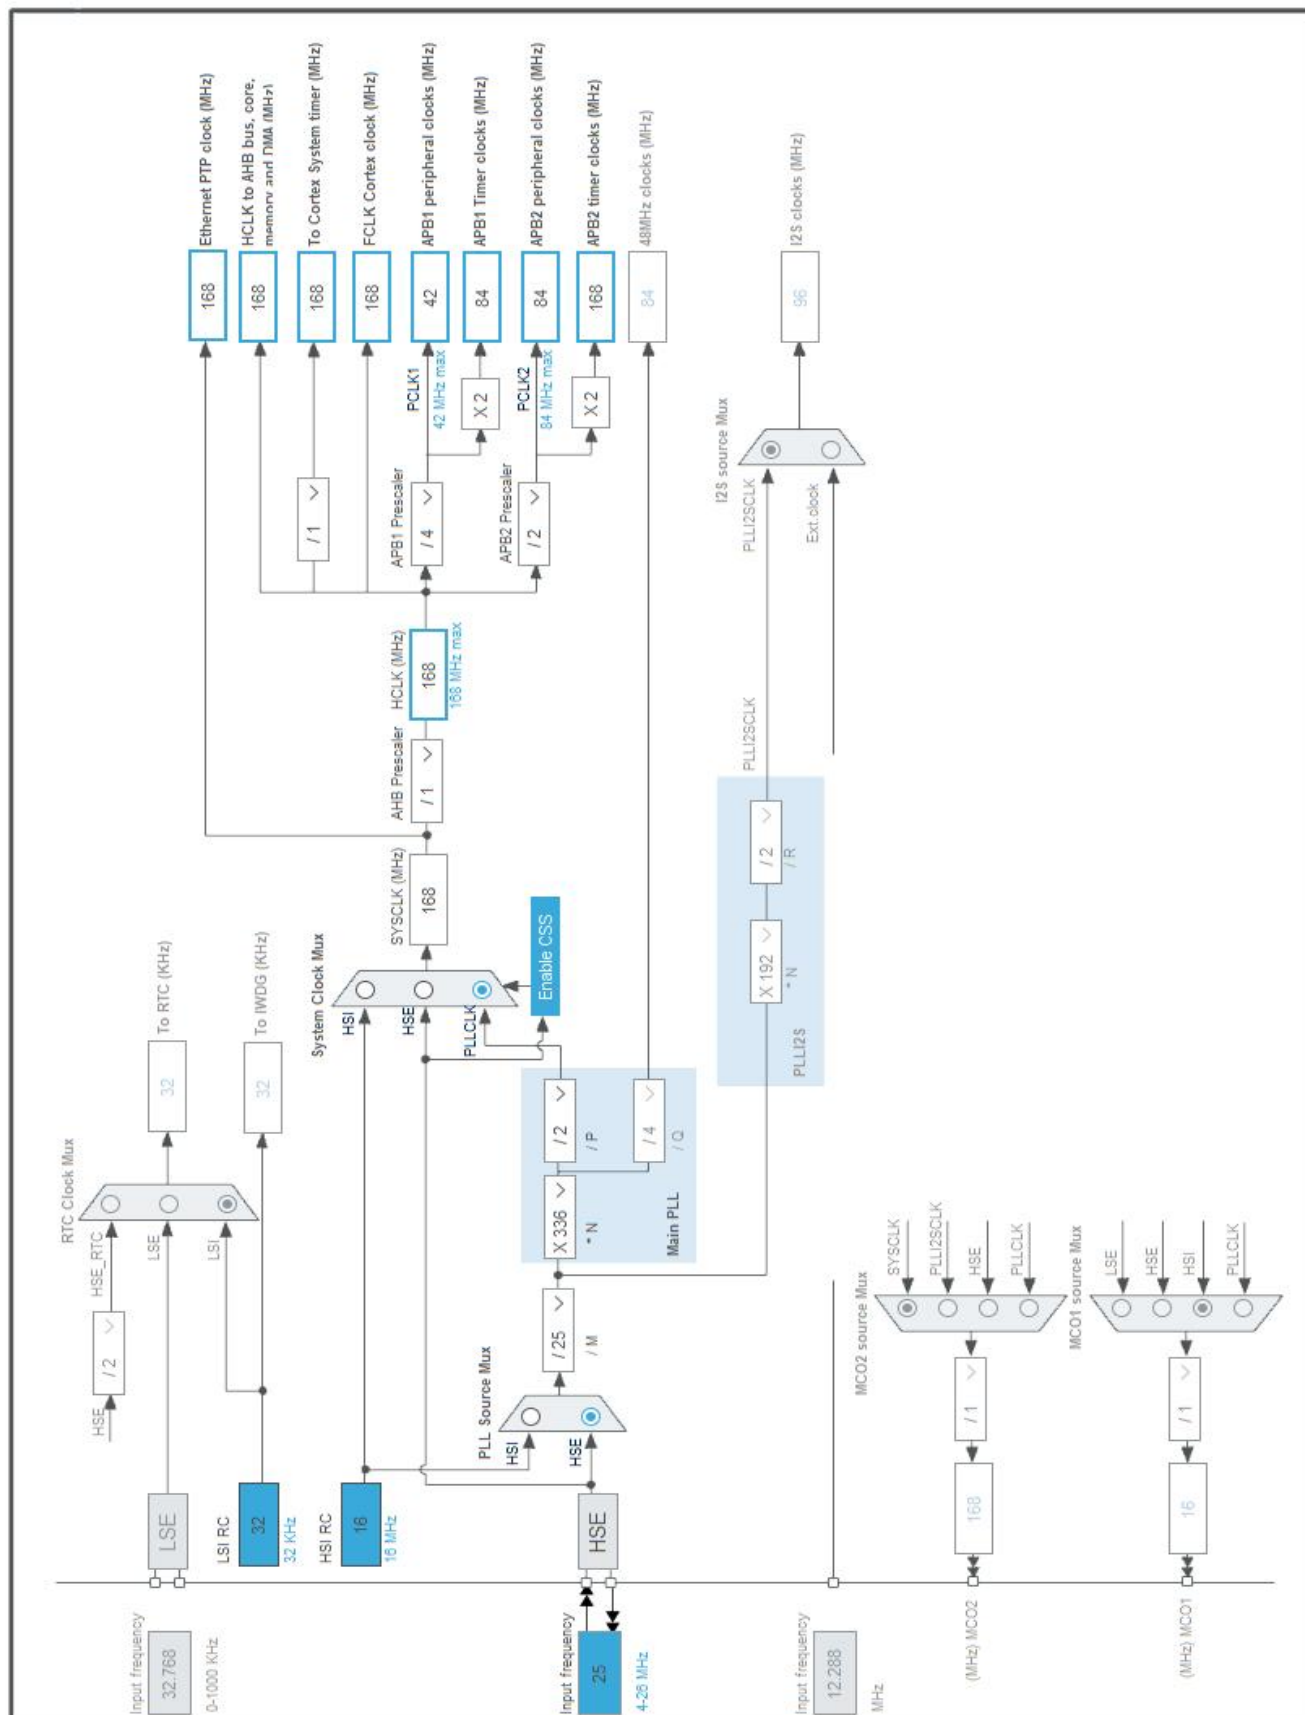 Input frequency
32.768
0-1000 KHz
LSE
LSI RC
32
32 KHz
HSI RC
16
16 MHz
HSE
/ 2
HSE_RTC
LSE
LSI
RTC Clock Mux
32
To RTC (KHz)
32
To IWDG (KHz)
Input frequency
25
4-26 MHz
HSE
PLL Source Mux
HSI
HSE
/ 25
/ M
X 336
* N
/ 2
/ P
/ 4
/ Q
Main PLL
System Clock Mux
HSI
HSE
PLLCLK
Enable CSS
SYSCLK (MHz)
168
AHB Prescaler
/ 1
HCLK (MHz)
168
168 MHz max
/ 1
APB1 Prescaler
/ 4
PCLK1
42 MHz max
X 2
APB2 Prescaler
/ 2
PCLK2
84 MHz max
X 2
168
Ethernet PTP clock (MHz)
168
HCLK to AHB bus, core,
memory and DMA (MHz)
168
To Cortex System timer (MHz)
168
FCLK Cortex clock (MHz)
42
APB1 peripheral clocks (MHz)
84
APB1 Timer clocks (MHz)
84
APB2 peripheral clocks (MHz)
168
APB2 timer clocks (MHz)
84
48MHz clocks (MHz)
X 192
* N
/ 2
/ R
PLLI2S
PLLI2SCLK
PLLI2SCLK
Ext.clock
I2S source Mux
96
I2S clocks (MHz)
Input frequency
12.288
MHz
(MHz) MCO2
168
/ 1
MCO2 source Mux
SYSCLK
PLLI2SCLK
HSE
PLLCLK
(MHz) MCO1
16
/ 1
MCO1 source Mux
LSE
HSE
HSI
PLLCLK